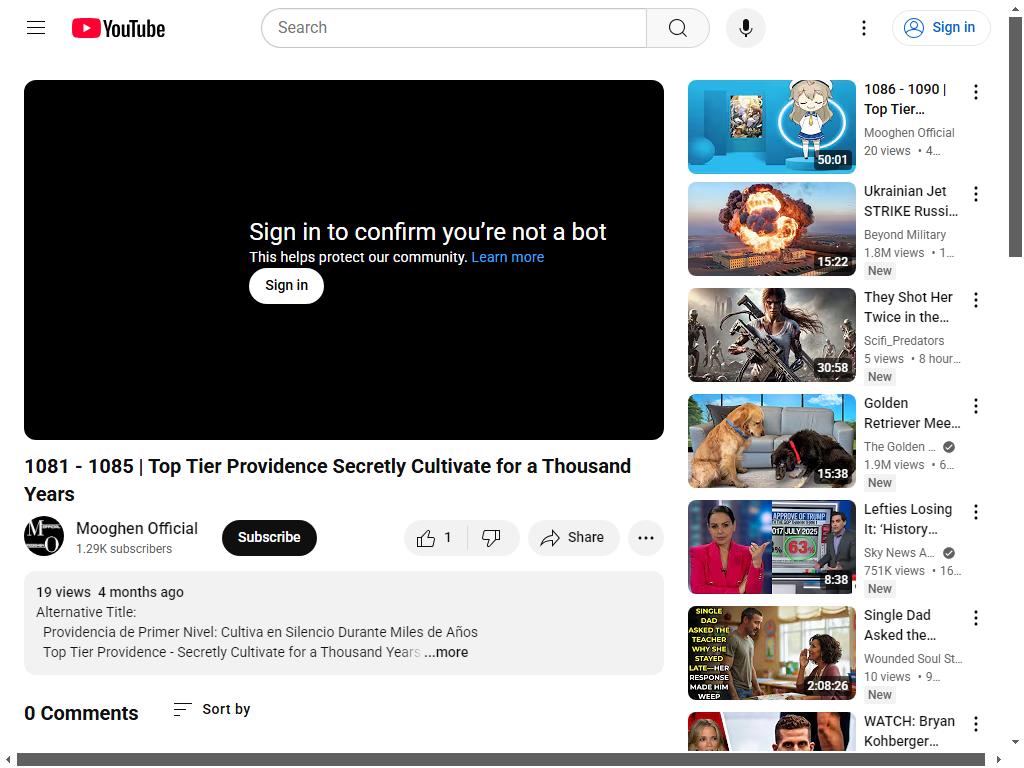 YouTube
Search
Sign in
Sign in to confirm you’re not a bot
This helps protect our community. Learn more
Sign in
1081 - 1085 | Top Tier Providence Secretly Cultivate for a Thousand
Years
Mooghen Official
1.29K subscribers
Subscribe
1
Share
19 views 4 months ago
Alternative Title:
Providencia de Primer Nivel: Cultiva en Silencio Durante Miles de Años
Top Tier Providence - Secretly Cultivate for a Thousand Years ...more
0 Comments
Sort by
50:01
1086 - 1090 |
Top Tier…
Mooghen Official
20 views • 4…
15:22
Ukrainian Jet
STRIKE Russi…
Beyond Military
1.8M views • 1…
New
30:58
They Shot Her
Twice in the…
Scifi_Predators
5 views • 8 hour…
New
15:38
Golden
Retriever Mee…
The Golden …
1.9M views • 6…
New
APPROVE OF TRUMP
2017 JULY 2025
63%
8:38
Lefties Losing
It: ‘History…
Sky News A…
751K views • 16…
New
SINGLE
DAD
ASKED THE
TEACHER
WHY SHE
STAYED
LATE—HER
RESPONSE
MADE HIM
WEEP
2:08:26
Single Dad
Asked the…
Wounded Soul St…
10 views • 9…
New
WATCH: Bryan
Kohberger…